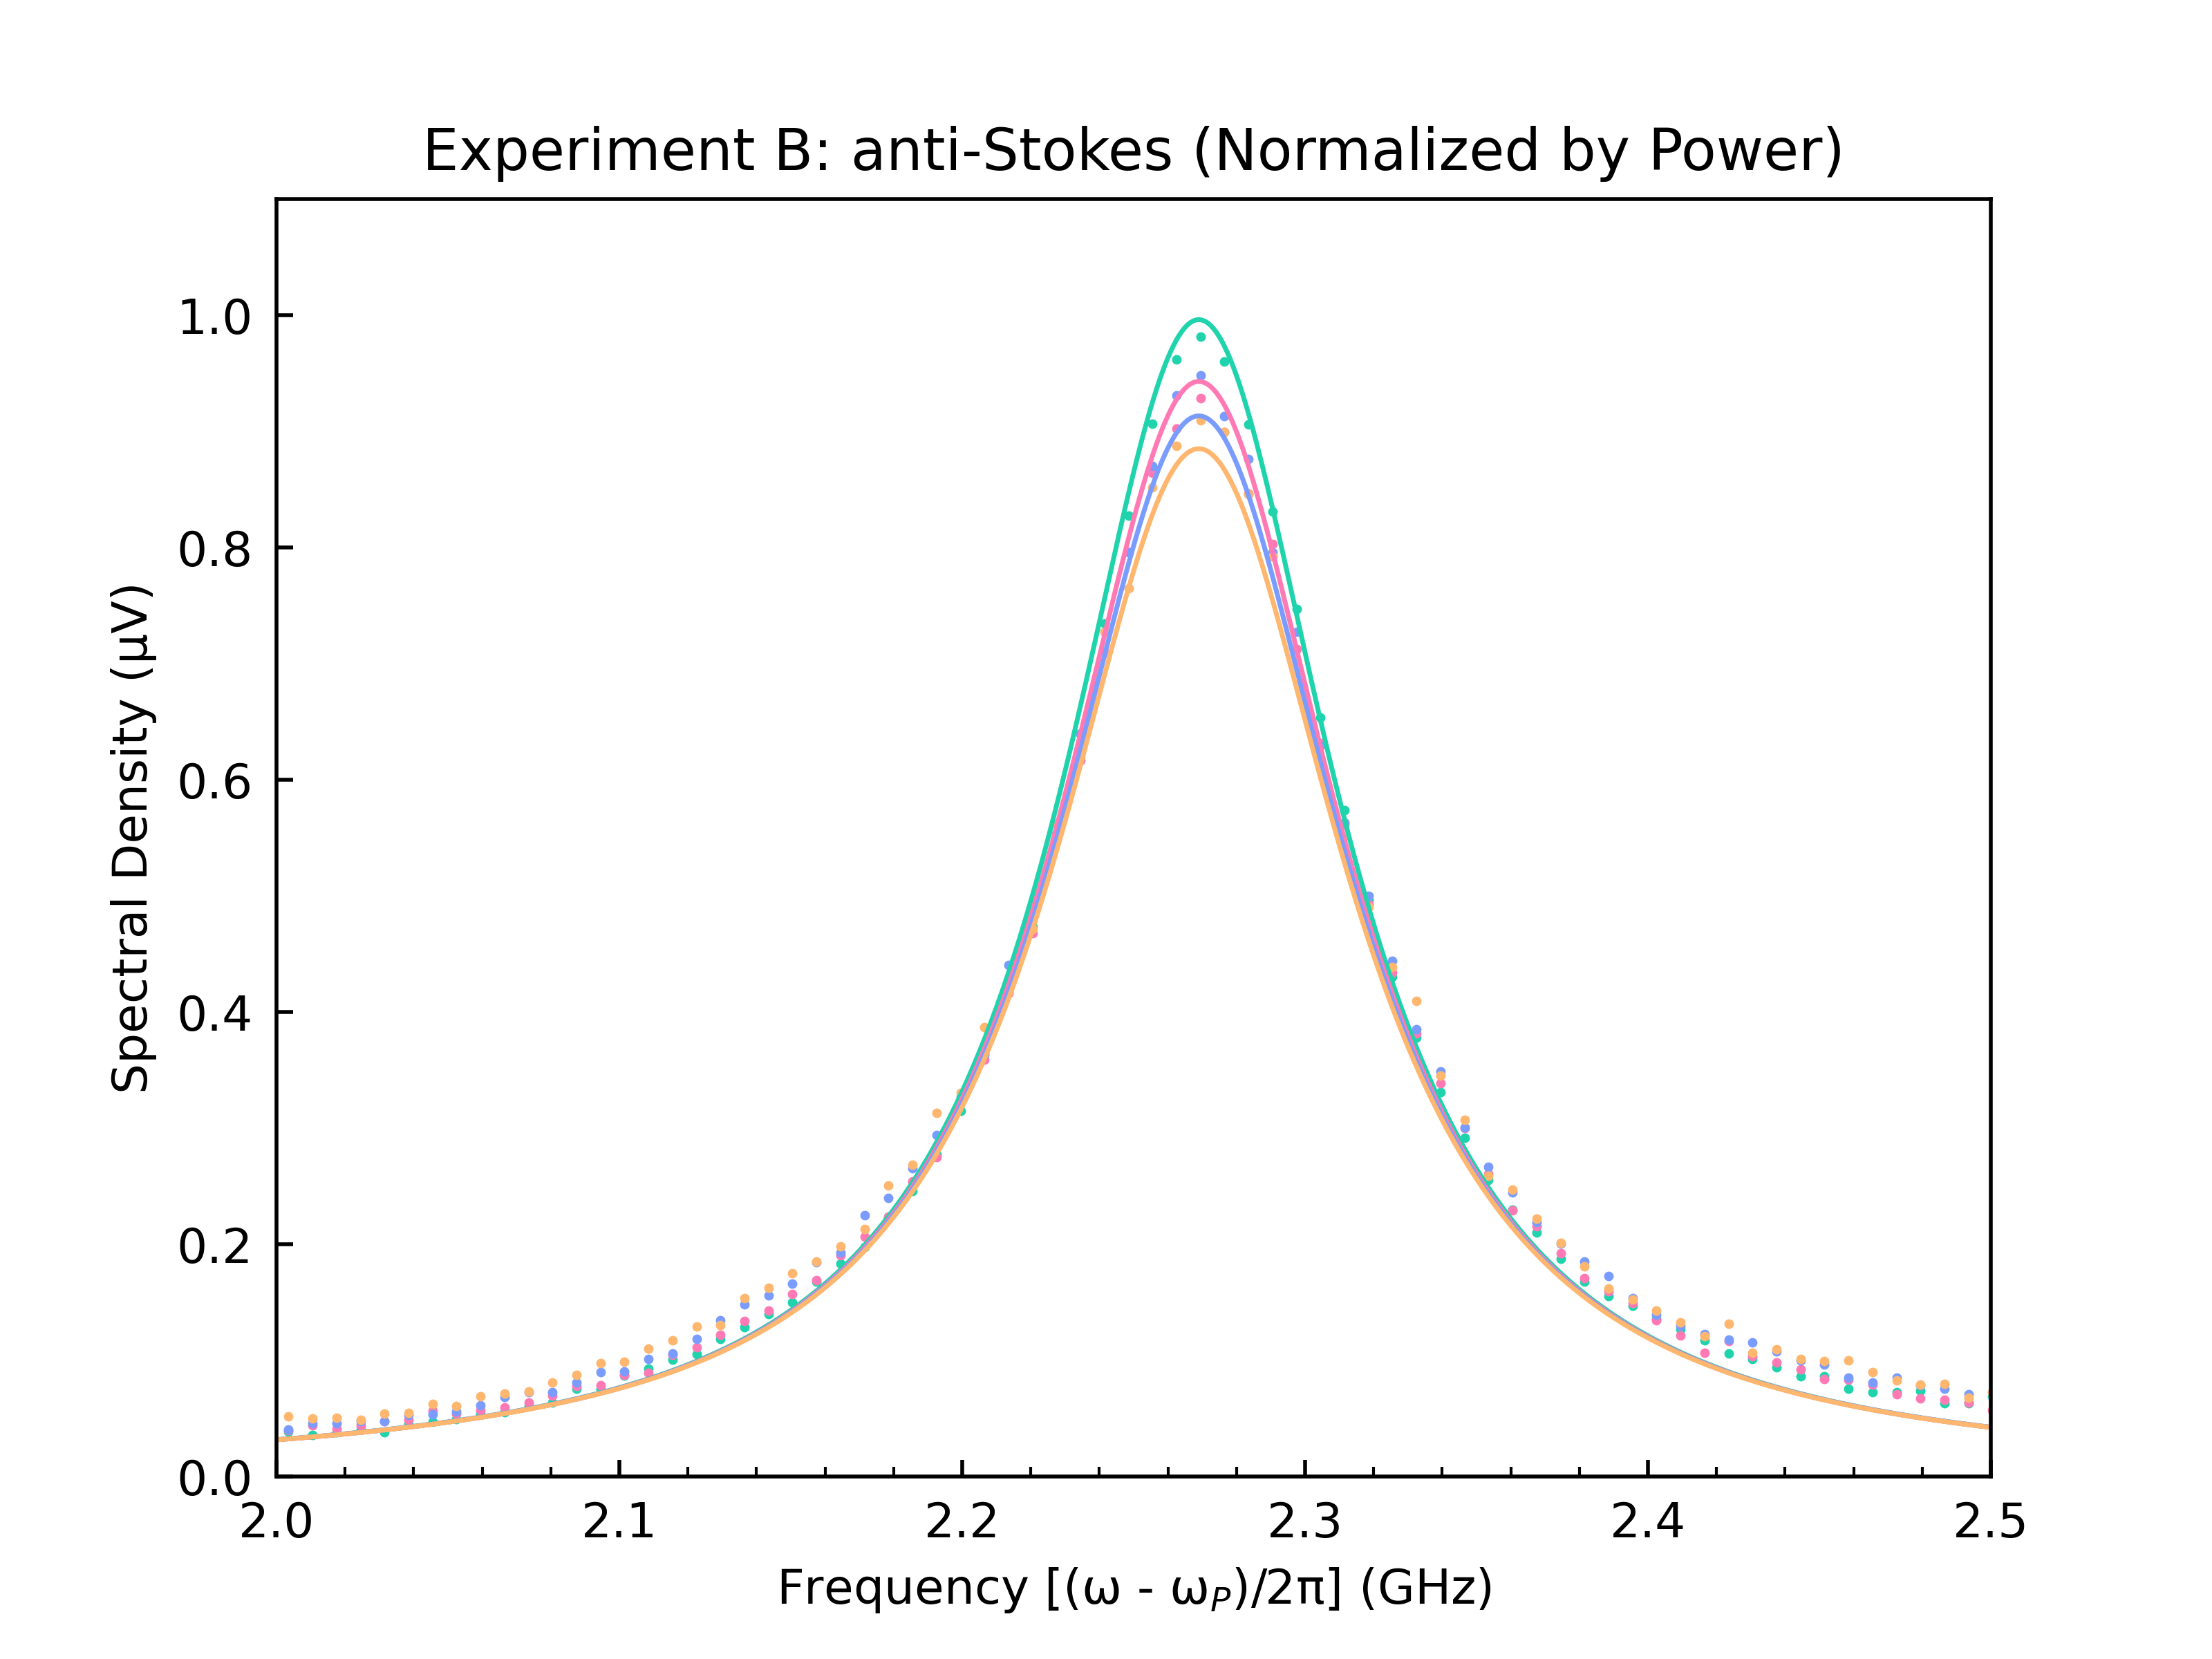 Experiment B: anti-Stokes (Normalized by Power)
Spectral Density (μV)
1.0
0.8
0.6
0.4
0.2
0.0
2.0 2.1 2.2 2.3 2.4 2.5
Frequency [(ω - ω_P)/2π] (GHz)